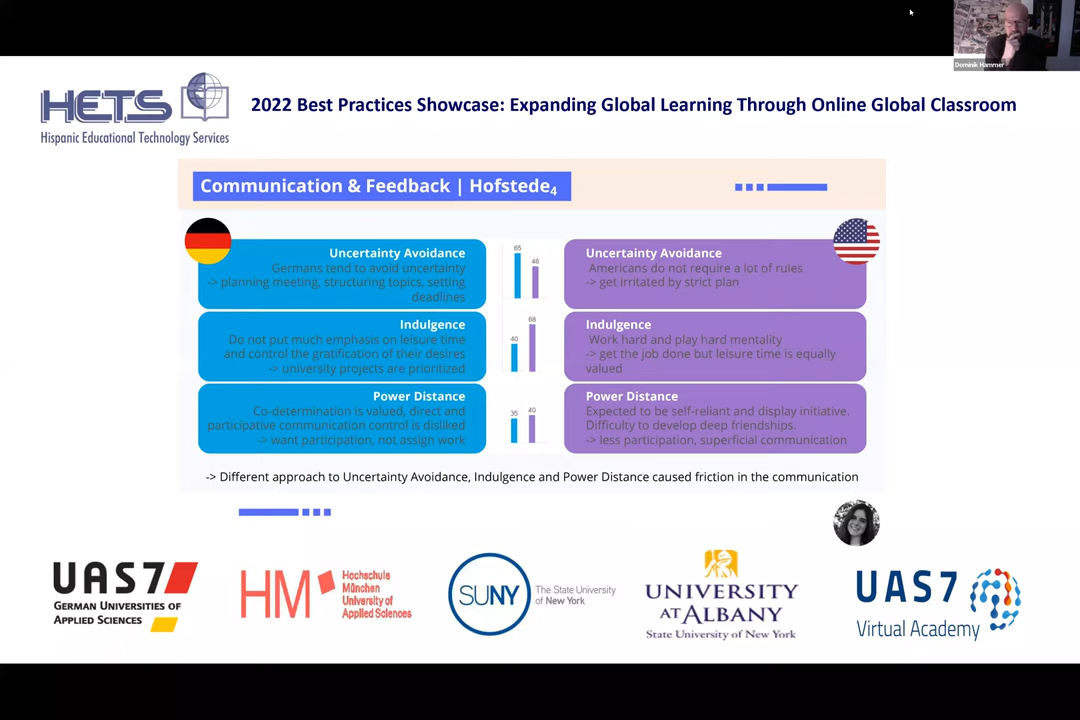 Deminik Hammer
HETS
Hispanic Educational Technology Services
2022 Best Practices Showcase: Expanding Global Learning Through Online Global Classroom
Communication & Feedback | Hofstede4
Uncertainty Avoidance
Germans tend to avoid uncertainty
-> planning meeting, structuring topics, setting
deadlines
65
46
Uncertainty Avoidance
Americans do not require a lot of rules
-> get irritated by strict plan
Indulgence
Do not put much emphasis on leisure time
and control the gratification of their desires
-> university projects are prioritized
40
68
Indulgence
Work hard and play hard mentality
-> get the job done but leisure time is equally
valued
Power Distance
Co-determination is valued, direct and
participative communication control is disliked
-> want participation, not assign work
35
40
Power Distance
Expected to be self-reliant and display initiative.
Difficulty to develop deep friendships.
-> less participation, superficial communication
-> Different approach to Uncertainty Avoidance, Indulgence and Power Distance caused friction in the communication
UAS7
GERMAN UNIVERSITIES OF
APPLIED SCIENCES
HM
Hochschule
München
University of
Applied Sciences
SUNY
The State University
of New York
UNIVERSITY
AT ALBANY
State University of New York
UAS7
Virtual Academy